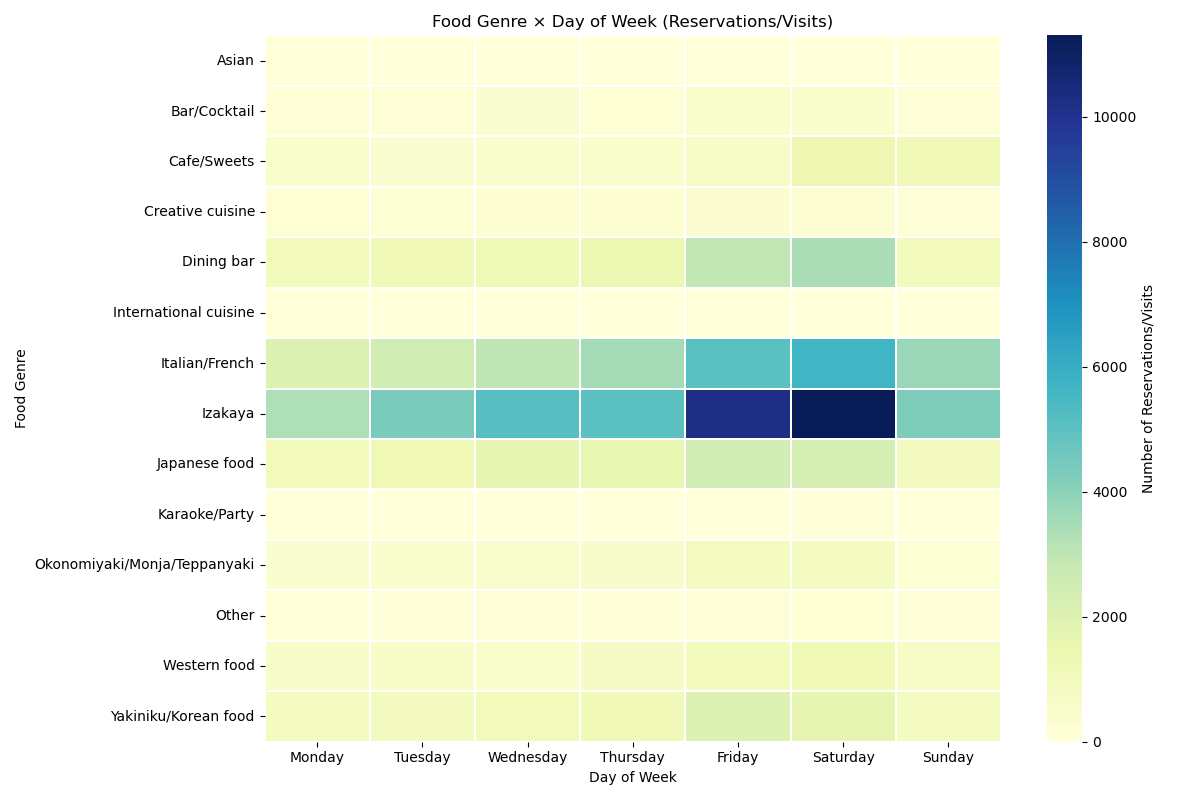 Food Genre × Day of Week (Reservations/Visits)
Food Genre
Asian
Bar/Cocktail
Cafe/Sweets
Creative cuisine
Dining bar
International cuisine
Italian/French
Izakaya
Japanese food
Karaoke/Party
Okonomiyaki/Monja/Teppanyaki
Other
Western food
Yakiniku/Korean food
Monday Tuesday Wednesday Thursday Friday Saturday Sunday
Day of Week
10000
8000
6000
4000
2000
0
Number of Reservations/Visits